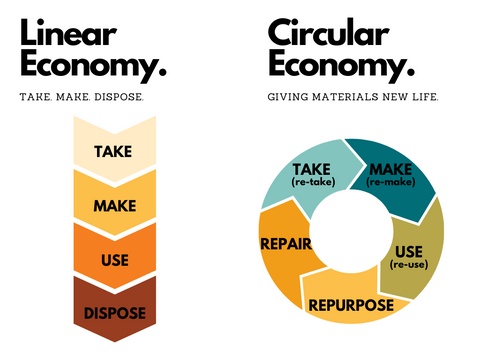 Linear
Economy.
TAKE. MAKE. DISPOSE.
TAKE
MAKE
USE
DISPOSE
Circular
Economy.
GIVING MATERIALS NEW LIFE.
TAKE
(re-take)
MAKE
(re-make)
USE
(re-use)
REPURPOSE
REPAIR